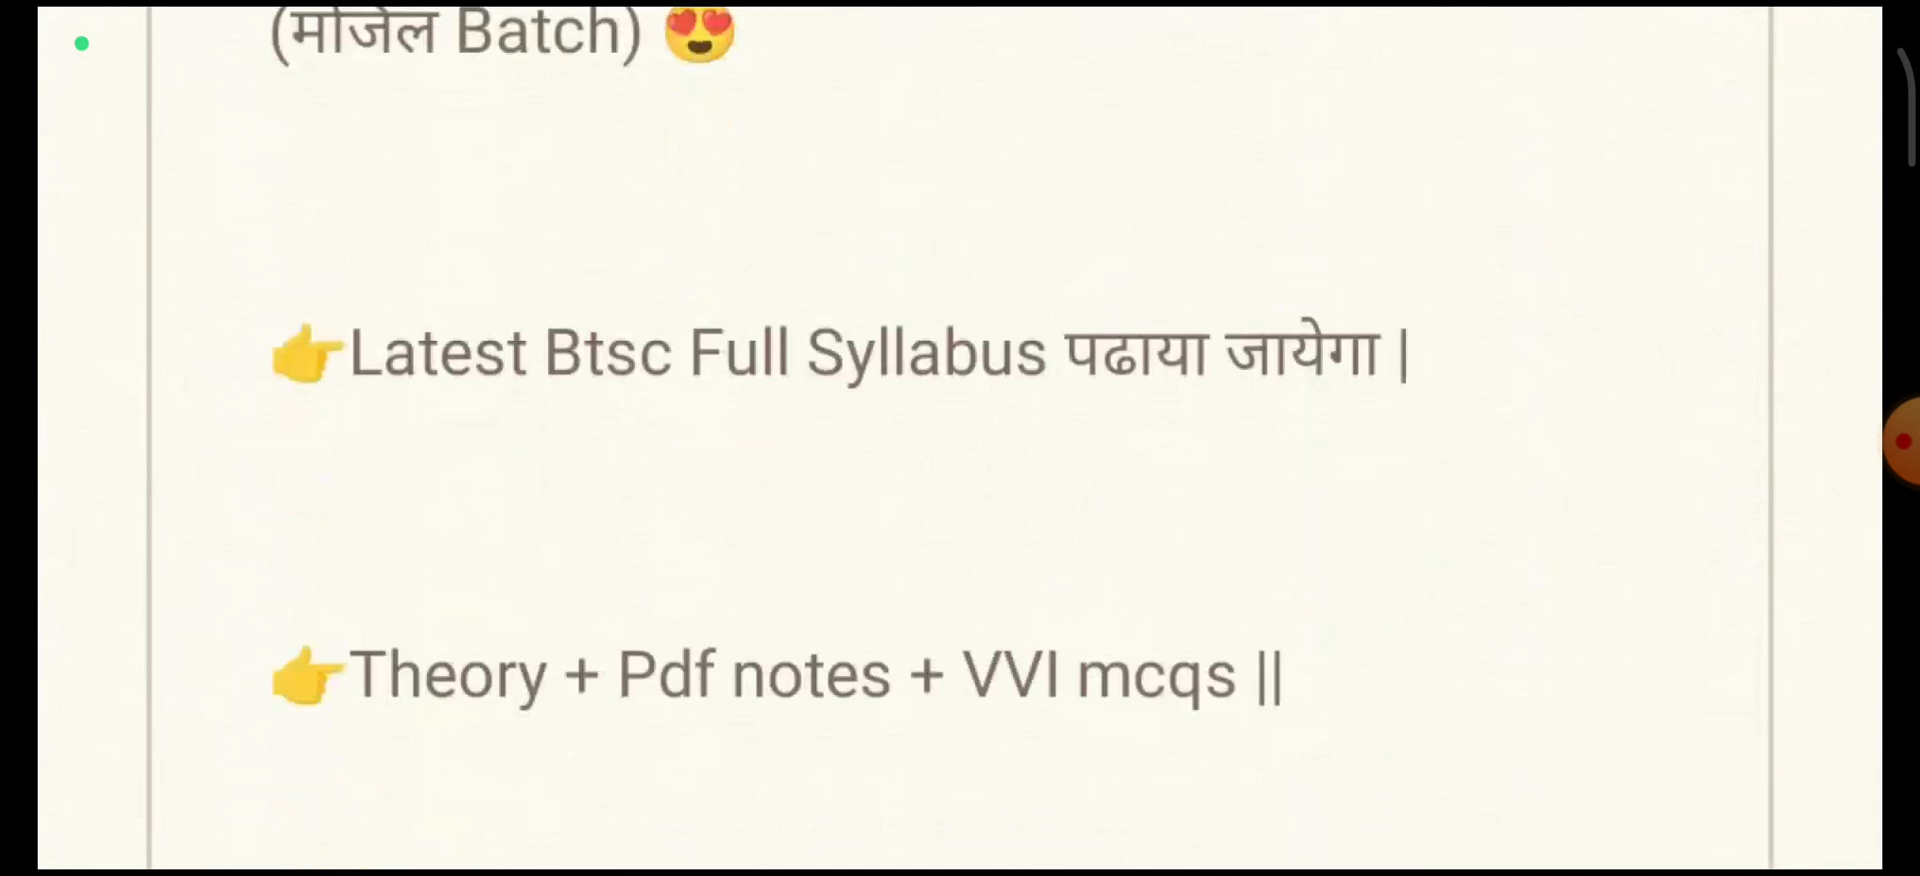 (मंजिल Batch) 😍
👉Latest Btsc Full Syllabus पढाया जायेगा |
👉Theory + Pdf notes + VVI mcqs ||